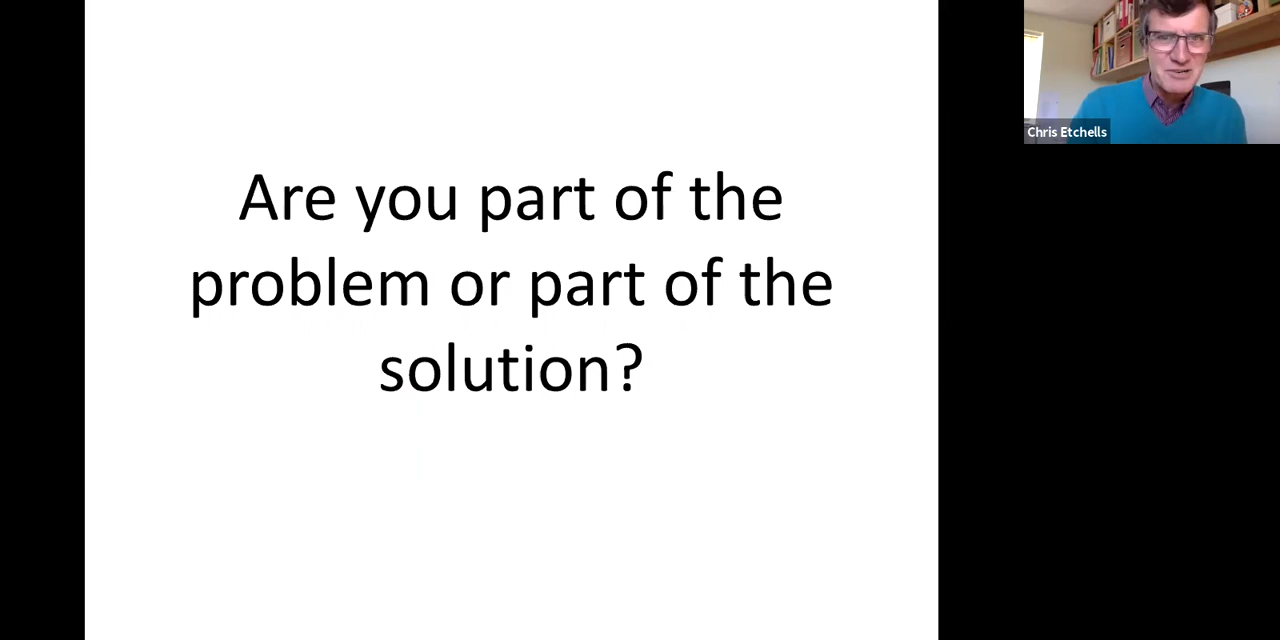 Are you part of the
problem or part of the
solution?
Chris Etchells